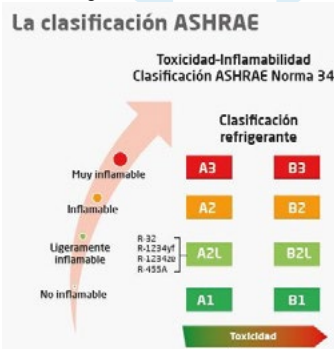 La clasificación ASHRAE
Toxicidad-Inflamabilidad
Clasificación ASHRAE Norma 34
Clasificación
refrigerante
Muy inflamable
A3
B3
Inflamable
A2
B2
Ligeramente
inflamable
R-32
R-1234yf
R-1234ze
R-455A
A2L
B2L
No inflamable
A1
B1
Toxicidad